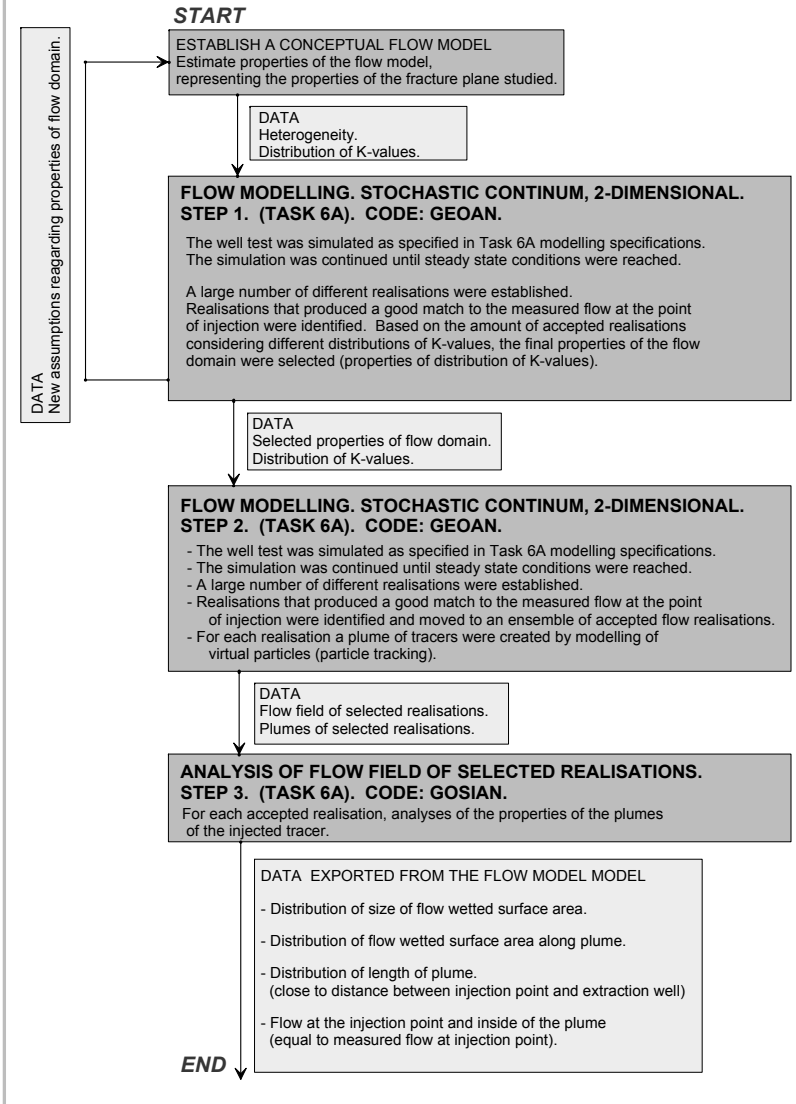 START
DATA
New assumptions reagarding properties of flow domain.
ESTABLISH A CONCEPTUAL FLOW MODEL
Estimate properties of the flow model,
representing the properties of the fracture plane studied.
DATA
Heterogeneity.
Distribution of K-values.
FLOW MODELLING. STOCHASTIC CONTINUM, 2-DIMENSIONAL.
STEP 1. (TASK 6A). CODE: GEOAN.
The well test was simulated as specified in Task 6A modelling specifications.
The simulation was continued until steady state conditions were reached.
A large number of different realisations were established.
Realisations that produced a good match to the measured flow at the point
of injection were identified. Based on the amount of accepted realisations
considering different distributions of K-values, the final properties of the flow
domain were selected (properties of distribution of K-values).
DATA
Selected properties of flow domain.
Distribution of K-values.
FLOW MODELLING. STOCHASTIC CONTINUM, 2-DIMENSIONAL.
STEP 2. (TASK 6A). CODE: GEOAN.
- The well test was simulated as specified in Task 6A modelling specifications.
- The simulation was continued until steady state conditions were reached.
- A large number of different realisations were established.
- Realisations that produced a good match to the measured flow at the point
of injection were identified and moved to an ensemble of accepted flow realisations.
- For each realisation a plume of tracers were created by modelling of
virtual particles (particle tracking).
DATA
Flow field of selected realisations.
Plumes of selected realisations.
ANALYSIS OF FLOW FIELD OF SELECTED REALISATIONS.
STEP 3. (TASK 6A). CODE: GOSIAN.
For each accepted realisation, analyses of the properties of the plumes
of the injected tracer.
DATA EXPORTED FROM THE FLOW MODEL MODEL
- Distribution of size of flow wetted surface area.
- Distribution of flow wetted surface area along plume.
- Distribution of length of plume.
(close to distance between injection point and extraction well)
- Flow at the injection point and inside of the plume
(equal to measured flow at injection point).
END